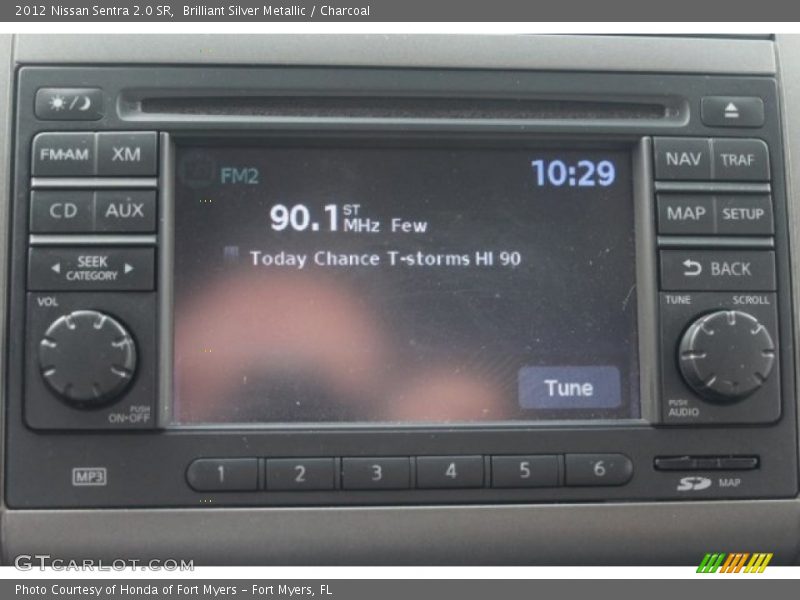 2012 Nissan Sentra 2.0 SR,  Brilliant Silver Metallic / Charcoal
FM·AM XM
NAV TRAF
FM2
10:29
CD AUX
MAP SETUP
90.1 ST MHz Few
Today Chance T-storms HI 90
SEEK
CATEGORY
BACK
VOL
TUNE SCROLL
Tune
PUSH
ON·OFF
PUSH
AUDIO
MP3
1 2 3 4 5 6
SD MAP
GTCARLOT.COM
Photo Courtesy of Honda of Fort Myers – Fort Myers, FL